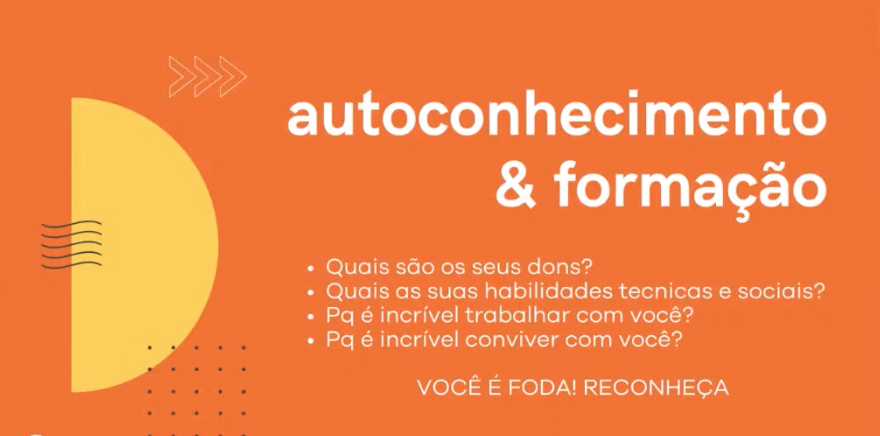 autoconhecimento
& formação
• Quais são os seus dons?
• Quais as suas habilidades tecnicas e sociais?
• Pq é incrível trabalhar com você?
• Pq é incrível conviver com você?
VOCÊ É FODA! RECONHEÇA